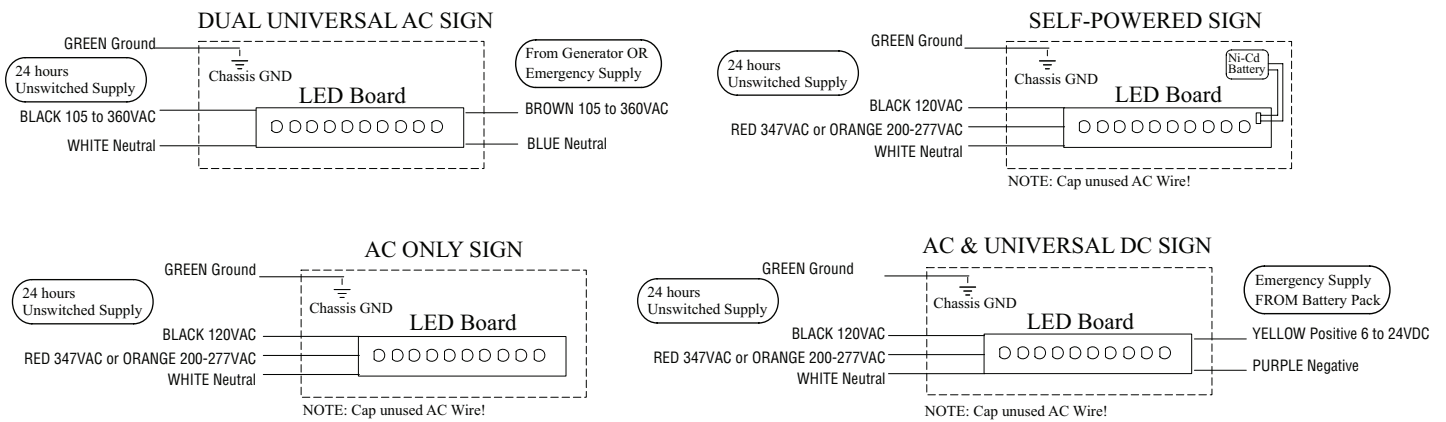 DUAL UNIVERSAL AC SIGN
GREEN Ground
24 hours
Unswitched Supply
Chassis GND
From Generator OR
Emergency Supply
LED Board
BLACK 105 to 360VAC
BROWN 105 to 360VAC
WHITE Neutral
BLUE Neutral
SELF-POWERED SIGN
GREEN Ground
24 hours
Unswitched Supply
Chassis GND
Ni-Cd
Battery
LED Board
BLACK 120VAC
RED 347VAC or ORANGE 200-277VAC
WHITE Neutral
NOTE: Cap unused AC Wire!
AC ONLY SIGN
GREEN Ground
24 hours
Unswitched Supply
Chassis GND
LED Board
BLACK 120VAC
RED 347VAC or ORANGE 200-277VAC
WHITE Neutral
NOTE: Cap unused AC Wire!
AC & UNIVERSAL DC SIGN
GREEN Ground
24 hours
Unswitched Supply
Chassis GND
Emergency Supply
FROM Battery Pack
LED Board
BLACK 120VAC
YELLOW Positive 6 to 24VDC
RED 347VAC or ORANGE 200-277VAC
PURPLE Negative
WHITE Neutral
NOTE: Cap unused AC Wire!